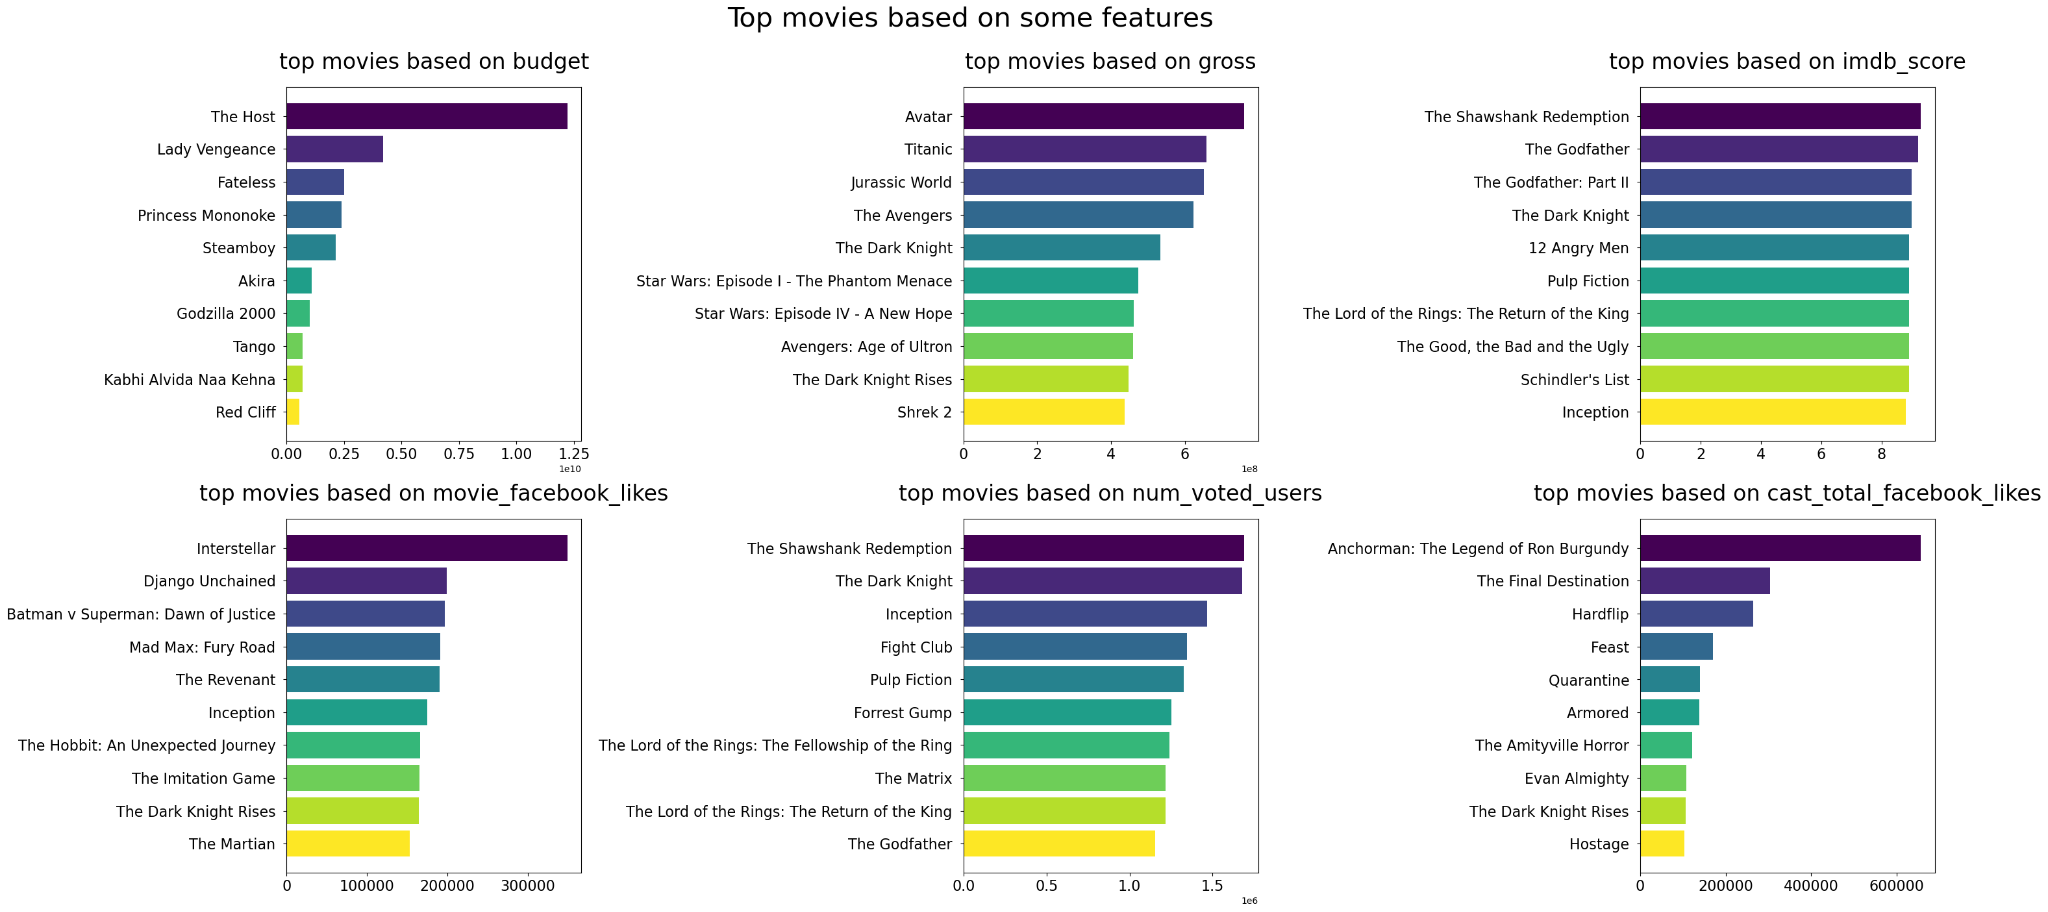 Top movies based on some features
top movies based on budget
The Host
Lady Vengeance
Fateless
Princess Mononoke
Steamboy
Akira
Godzilla 2000
Tango
Kabhi Alvida Naa Kehna
Red Cliff
0.00 0.25 0.50 0.75 1.00 1.25
1e10
top movies based on gross
Avatar
Titanic
Jurassic World
The Avengers
The Dark Knight
Star Wars: Episode I - The Phantom Menace
Star Wars: Episode IV - A New Hope
Avengers: Age of Ultron
The Dark Knight Rises
Shrek 2
0 2 4 6
1e8
top movies based on imdb_score
The Shawshank Redemption
The Godfather
The Godfather: Part II
The Dark Knight
12 Angry Men
Pulp Fiction
The Lord of the Rings: The Return of the King
The Good, the Bad and the Ugly
Schindler's List
Inception
0 2 4 6 8
top movies based on movie_facebook_likes
Interstellar
Django Unchained
Batman v Superman: Dawn of Justice
Mad Max: Fury Road
The Revenant
Inception
The Hobbit: An Unexpected Journey
The Imitation Game
The Dark Knight Rises
The Martian
0 100000 200000 300000
top movies based on num_voted_users
The Shawshank Redemption
The Dark Knight
Inception
Fight Club
Pulp Fiction
Forrest Gump
The Lord of the Rings: The Fellowship of the Ring
The Matrix
The Lord of the Rings: The Return of the King
The Godfather
0.0 0.5 1.0 1.5
1e6
top movies based on cast_total_facebook_likes
Anchorman: The Legend of Ron Burgundy
The Final Destination
Hardflip
Feast
Quarantine
Armored
The Amityville Horror
Evan Almighty
The Dark Knight Rises
Hostage
0 200000 400000 600000